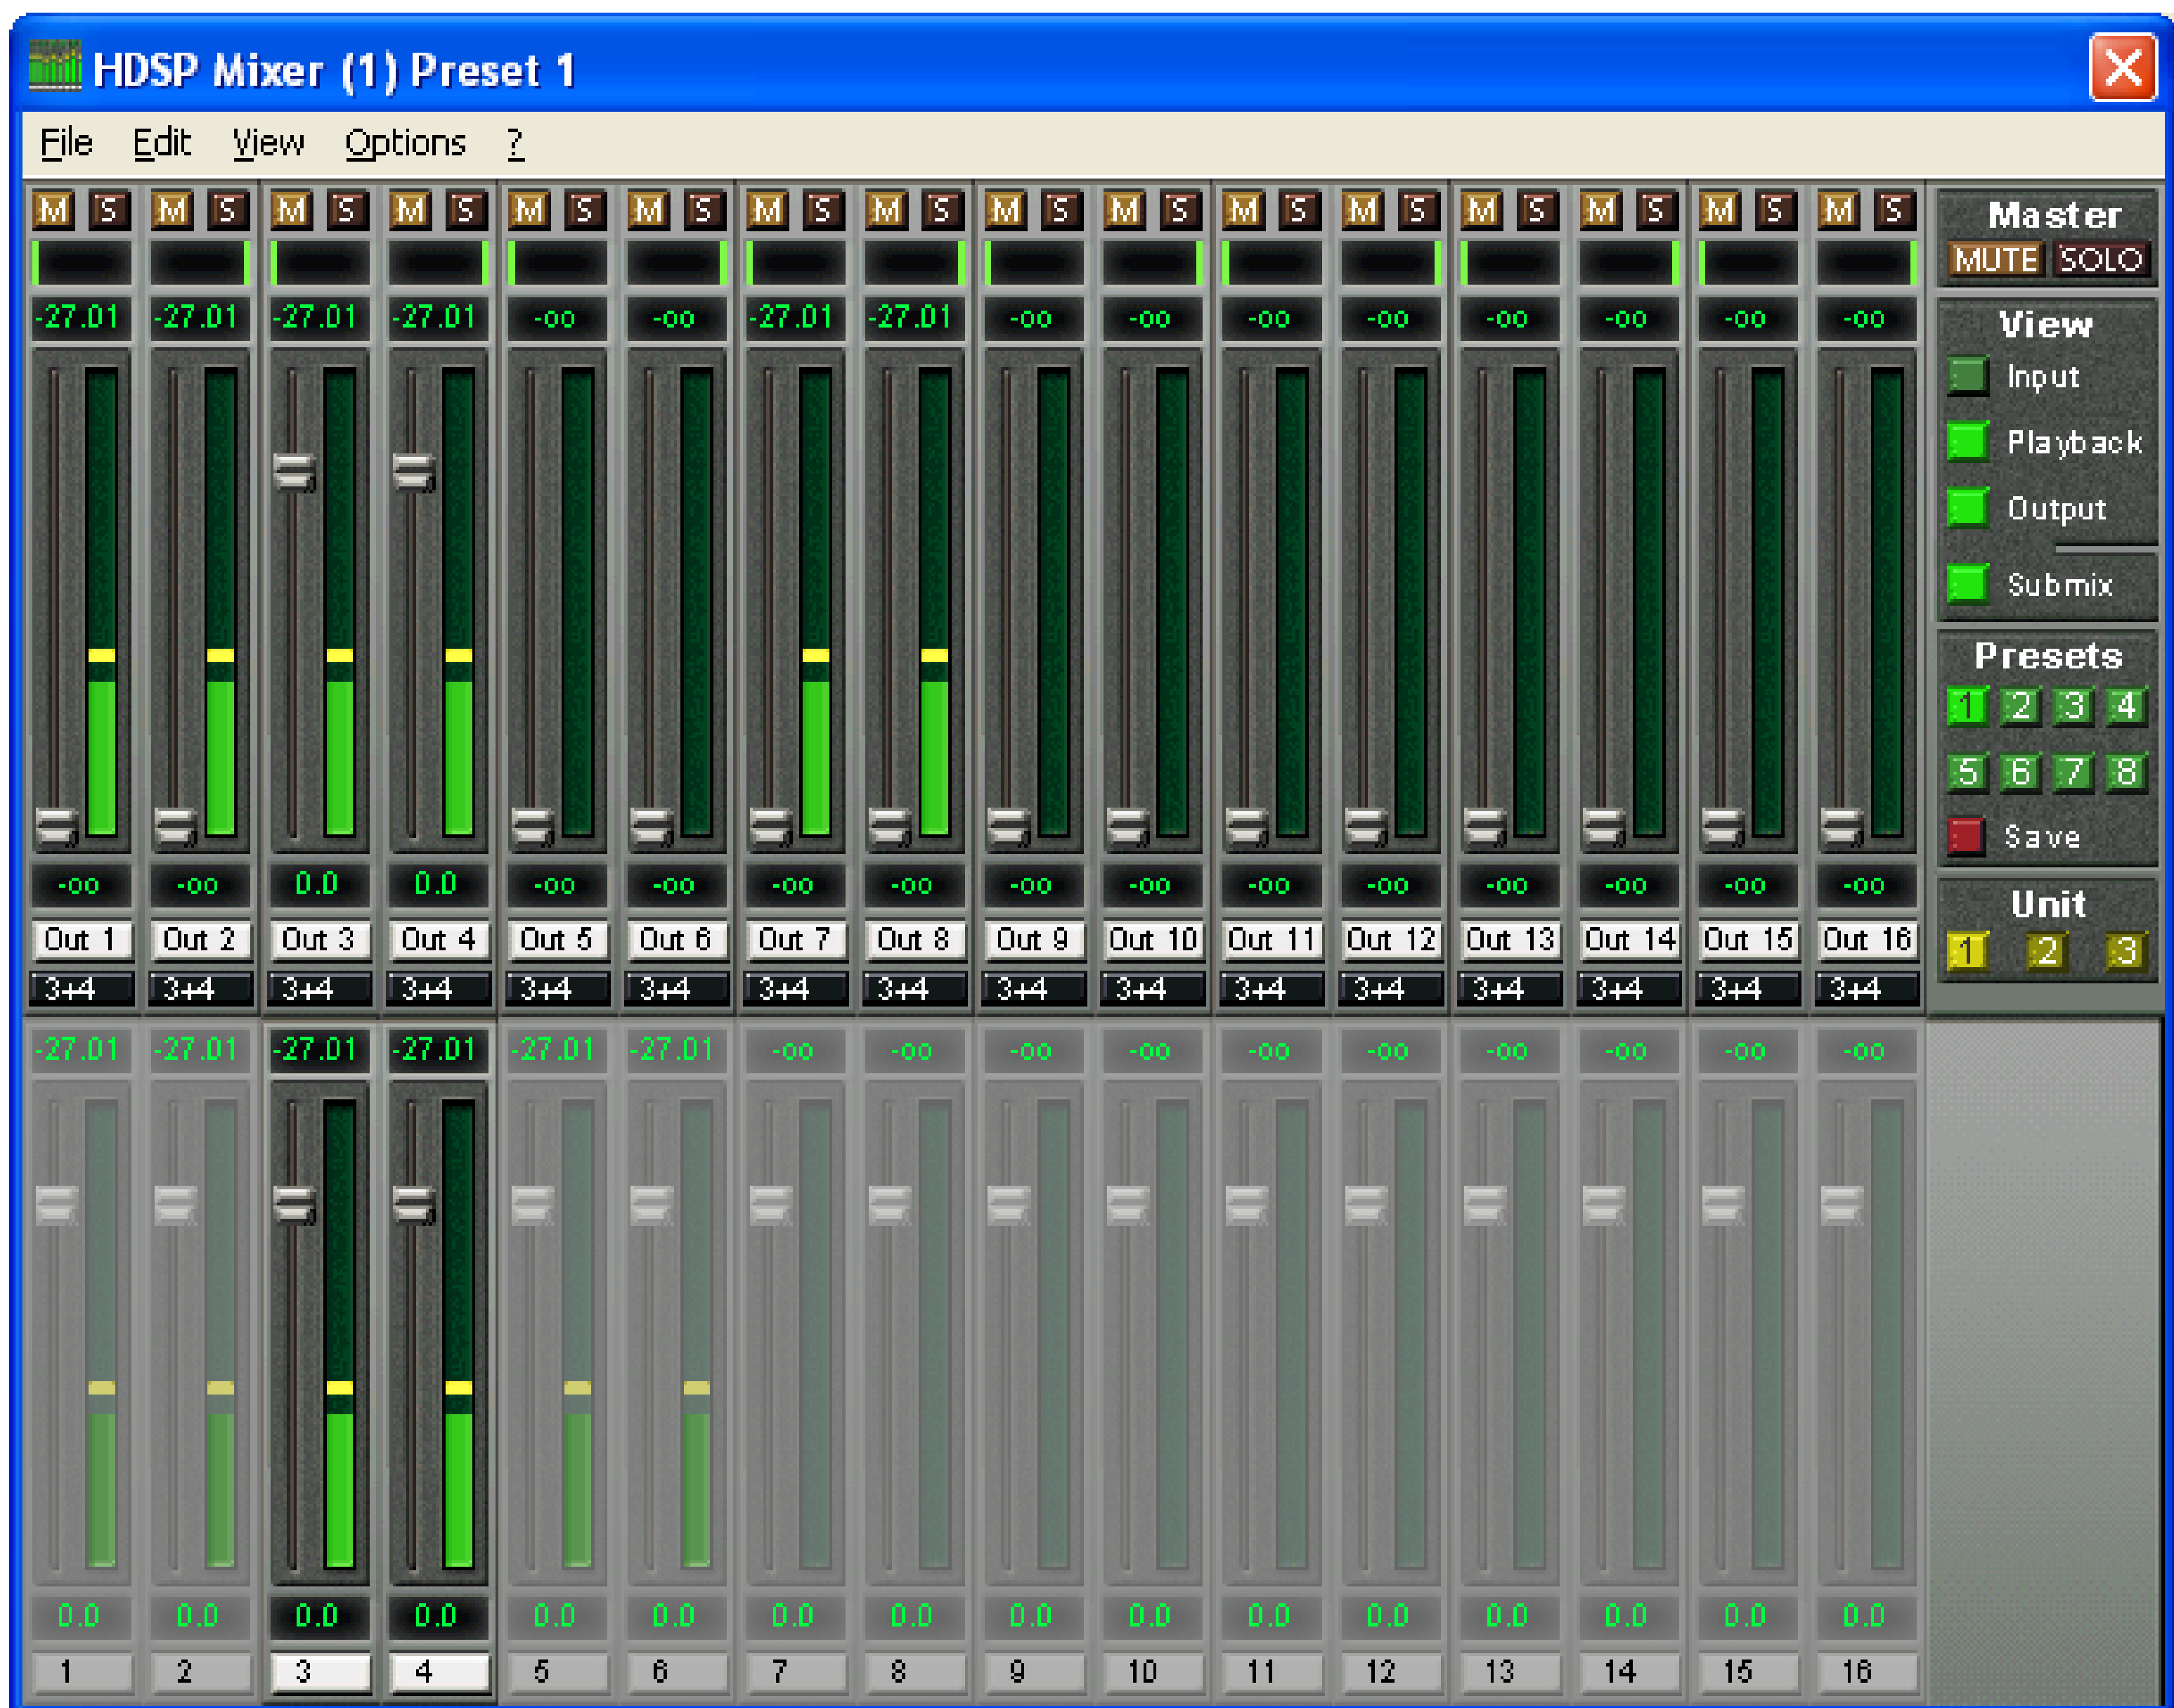 HDSP Mixer (1) Preset 1
File Edit View Options ?
M S M S M S M S M S M S M S M S M S M S M S M S M S M S M S M S
-27.01 -27.01 -27.01 -27.01 -oo -oo -27.01 -27.01 -oo -oo -oo -oo -oo -oo -oo -oo
-oo -oo 0.0 0.0 -oo -oo -oo -oo -oo -oo -oo -oo -oo -oo -oo -oo
Out 1 Out 2 Out 3 Out 4 Out 5 Out 6 Out 7 Out 8 Out 9 Out 10 Out 11 Out 12 Out 13 Out 14 Out 15 Out 16
3+4 3+4 3+4 3+4 3+4 3+4 3+4 3+4 3+4 3+4 3+4 3+4 3+4 3+4 3+4 3+4
Master
MUTE SOLO
View
Input
Playback
Output
Submix
Presets
1 2 3 4
5 6 7 8
Save
Unit
1 2 3
-27.01 -27.01 -27.01 -27.01 -27.01 -27.01 -oo -oo -oo -oo -oo -oo -oo -oo -oo -oo
0.0 0.0 0.0 0.0 0.0 0.0 0.0 0.0 0.0 0.0 0.0 0.0 0.0 0.0 0.0 0.0
1 2 3 4 5 6 7 8 9 10 11 12 13 14 15 16